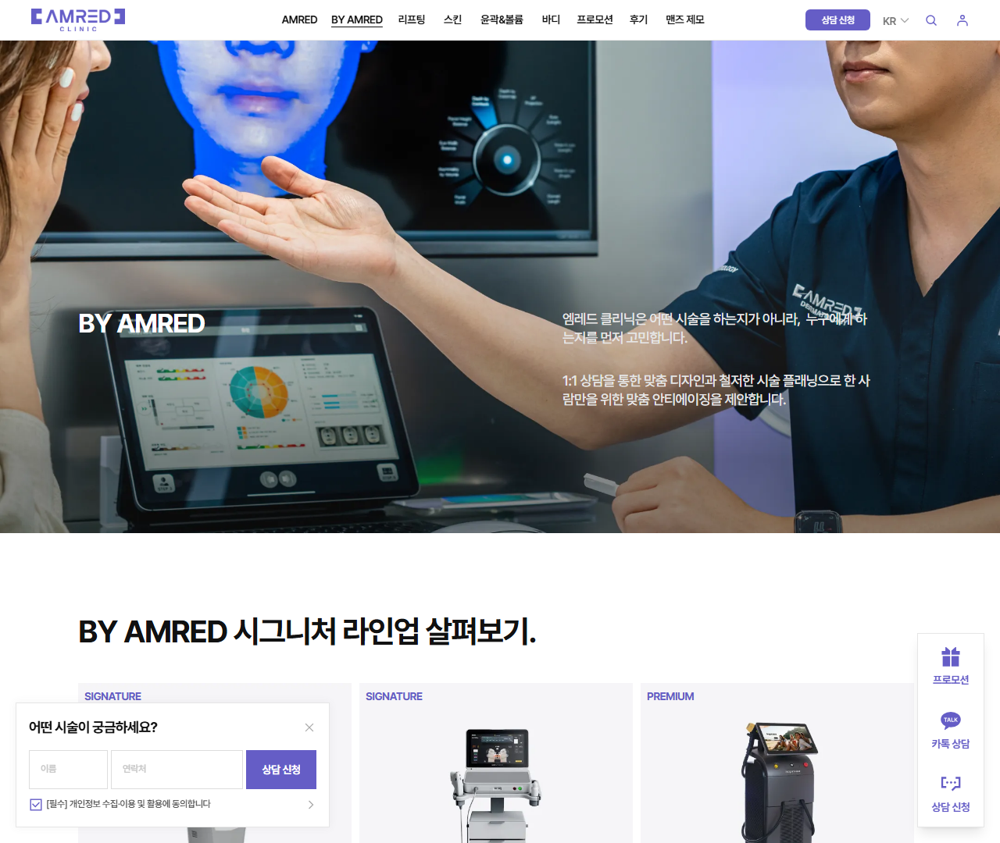 AMRED
CLINIC
AMRED BY AMRED 리프팅 스킨 윤곽&볼륨 바디 프로모션 후기 맨즈 제모
상담 신청
KR
BY AMRED
엠레드 클리닉은 어떤 시술을 하는지가 아니라, 누구에게 하
는지를 먼저 고민합니다.
1:1 상담을 통한 맞춤 디자인과 철저한 시술 플래닝으로 한 사
람만을 위한 맞춤 안티에이징을 제안합니다.
AMRED
BY AMRED 시그니처 라인업 살펴보기.
SIGNATURE
SIGNATURE
PREMIUM
어떤 시술이 궁금하세요?
이름
연락처
상담 신청
[필수] 개인정보 수집·이용 및 활용에 동의합니다
프로모션
TALK
카톡 상담
상담 신청